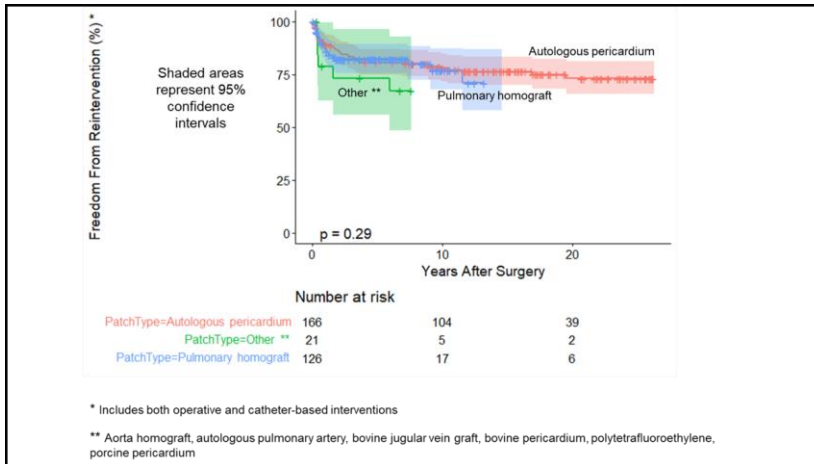 Freedom From Reintervention (%) *
100
75
50
25
0
Shaded areas
represent 95%
confidence
intervals
Autologous pericardium
Other **
Pulmonary homograft
p = 0.29
0
10
20
Years After Surgery
Number at risk
PatchType=Autologous pericardium 166 104 39
PatchType=Other ** 21 5 2
PatchType=Pulmonary homograft 126 17 6
* Includes both operative and catheter-based interventions
** Aorta homograft, autologous pulmonary artery, bovine jugular vein graft, bovine pericardium, polytetrafluoroethylene,
porcine pericardium